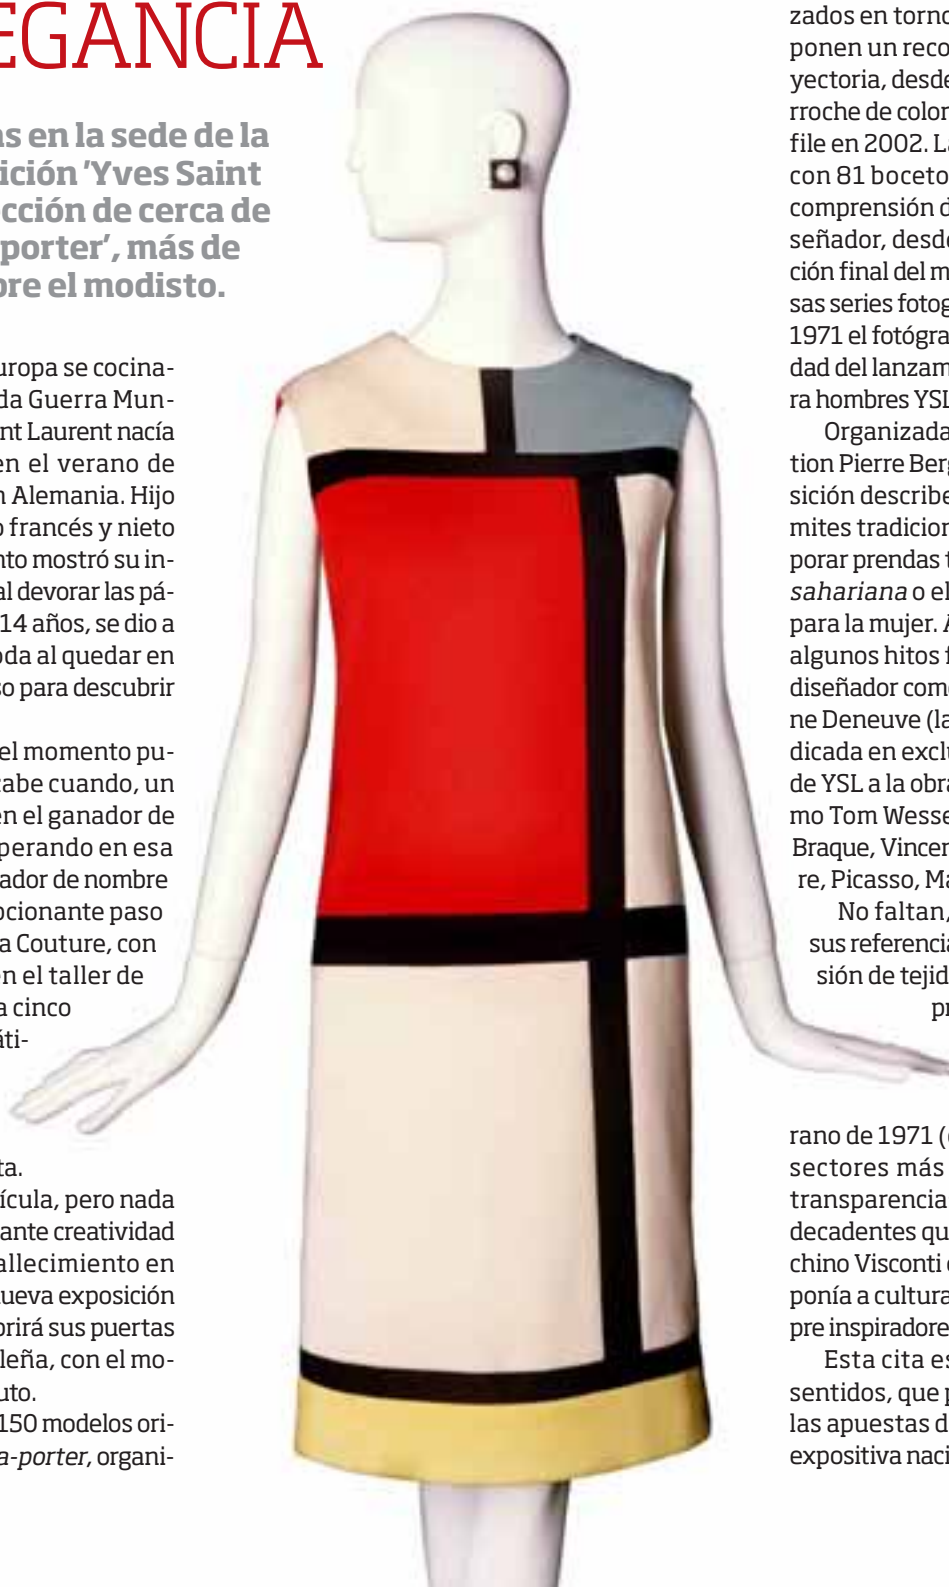 EGANCIA
as en la sede de la
ición 'Yves Saint
cción de cerca de
porter', más de
bre el modisto.
uropa se cocina-
da Guerra Mun-
nt Laurent nacía
en el verano de
n Alemania. Hijo
o francés y nieto
nto mostró su in-
al devorar las pá-
14 años, se dio a
oda al quedar en
so para descubrir
el momento pu-
cabe cuando, un
en el ganador de
perando en esa
ador de nombre
ocionante paso
a Couture, con
en el taller de
a cinco
áti-
ta.
ícula, pero nada
ante creatividad
allecimiento en
ueva exposición
brirá sus puertas
leña, con el mo-
uto.
150 modelos ori-
a-porter, organi-
zados en torno
ponen un reco
yectoria, desde
rroche de color
file en 2002. La
con 81 boceto
comprensión d
señador, desde
ción final del m
sas series fotog
1971 el fotógra
dad del lanzam
ra hombres YSL
Organizada
tion Pierre Berg
sición describe
mites tradicion
porar prendas t
sahariana o el
para la mujer. A
algunos hitos f
diseñador com
ne Deneuve (la
dicada en exclu
de YSL a la obra
mo Tom Wesse
Braque, Vincen
re, Picasso, Ma
No faltan,
sus referencia
sión de tejid
pr
rano de 1971 (
sectores más
transparencia
decadentes qu
chino Visconti
ponía a cultura
pre inspiradore
Esta cita es
sentidos, que p
las apuestas d
expositiva naci